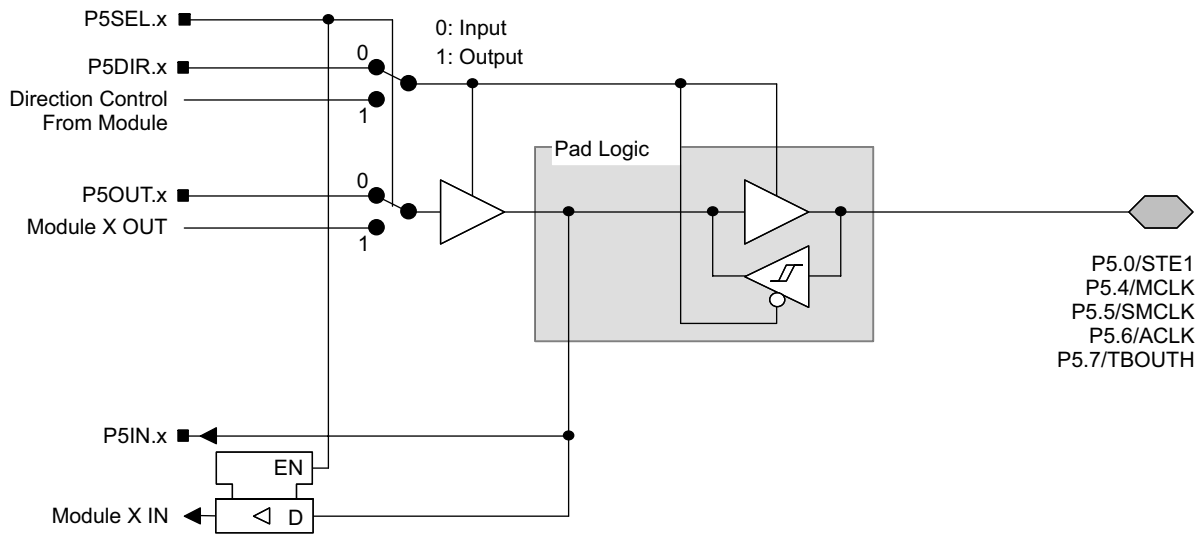 P5SEL.x
0: Input
1: Output
P5DIR.x
0
Direction Control
From Module
1
Pad Logic
P5OUT.x
0
Module X OUT
1
P5.0/STE1
P5.4/MCLK
P5.5/SMCLK
P5.6/ACLK
P5.7/TBOUTH
P5IN.x
EN
Module X IN
D